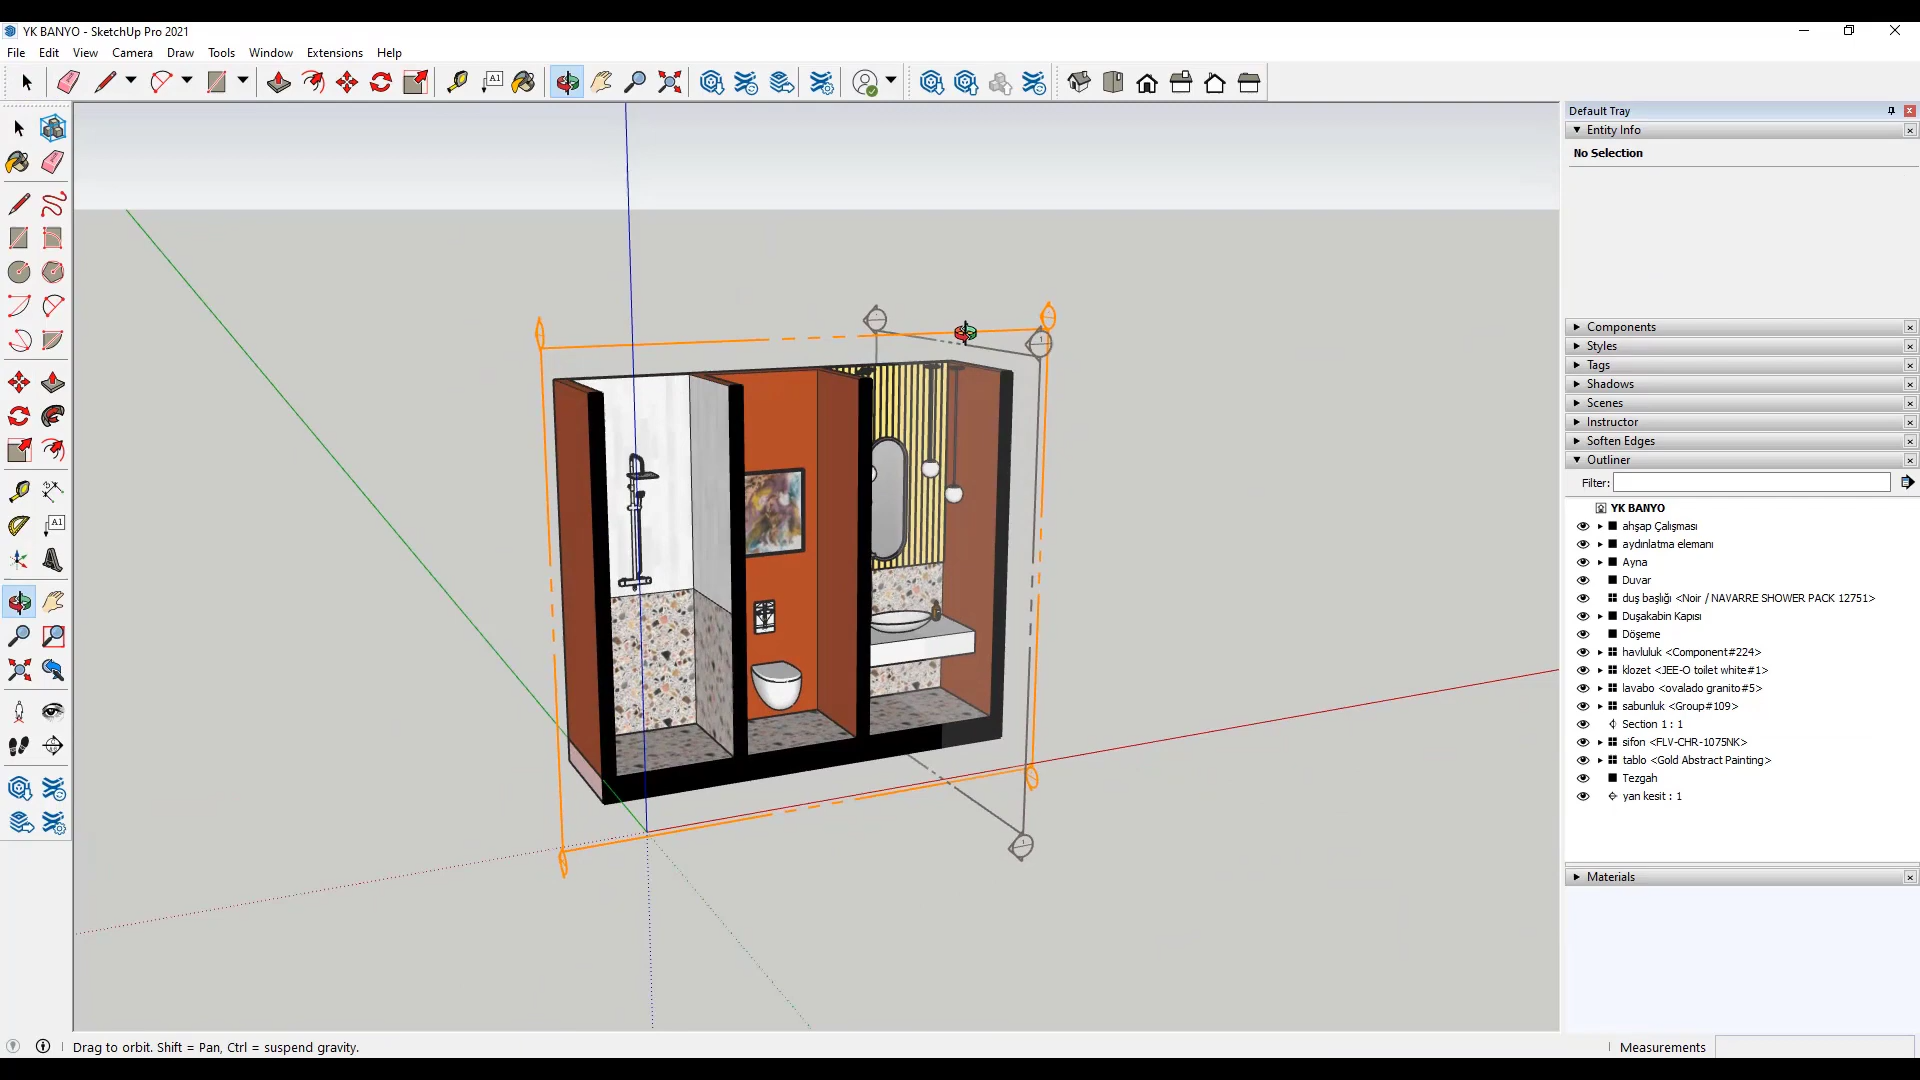 YK BANYO - SketchUp Pro 2021
File Edit View Camera Draw Tools Window Extensions Help
A1
Default Tray
Entity Info
No Selection
Components
Styles
Tags
Shadows
Scenes
Instructor
Soften Edges
Outliner
Filter:
YK BANYO
ahşap Çalışması
aydınlatma elemanı
Ayna
Duvar
duş başlığı <Noir / NAVARRE SHOWER PACK 12751>
Duşakabin Kapısı
Döşeme
havluluk <Component#224>
klozet <JEE-O toilet white#1>
lavabo <ovalado granito#5>
sabunluk <Group#109>
Section 1 : 1
sifon <FLV-CHR-1075NK>
tablo <Gold Abstract Painting>
Tezgah
yan kesit : 1
Materials
A1
1
Drag to orbit. Shift = Pan, Ctrl = suspend gravity.
Measurements